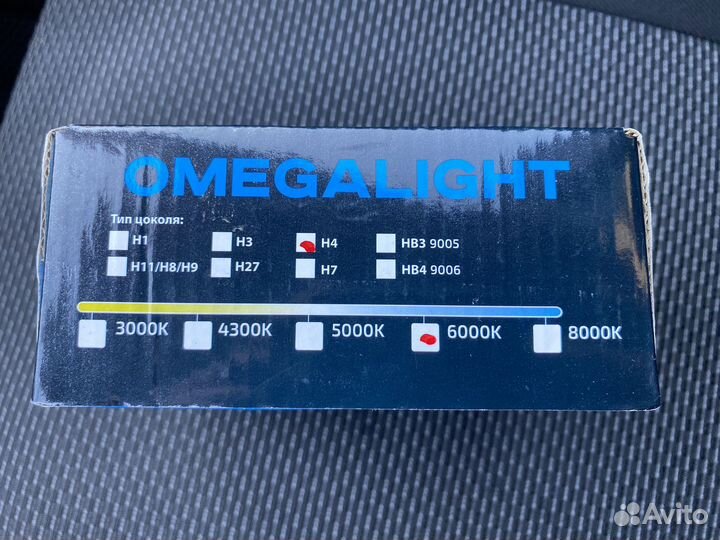 OMEGALIGHT
Тип цоколя:
H1 H3 H4 HB3 9005
H11/H8/H9 H27 H7 HB4 9006
3000K 4300K 5000K 6000K 8000K
Avito